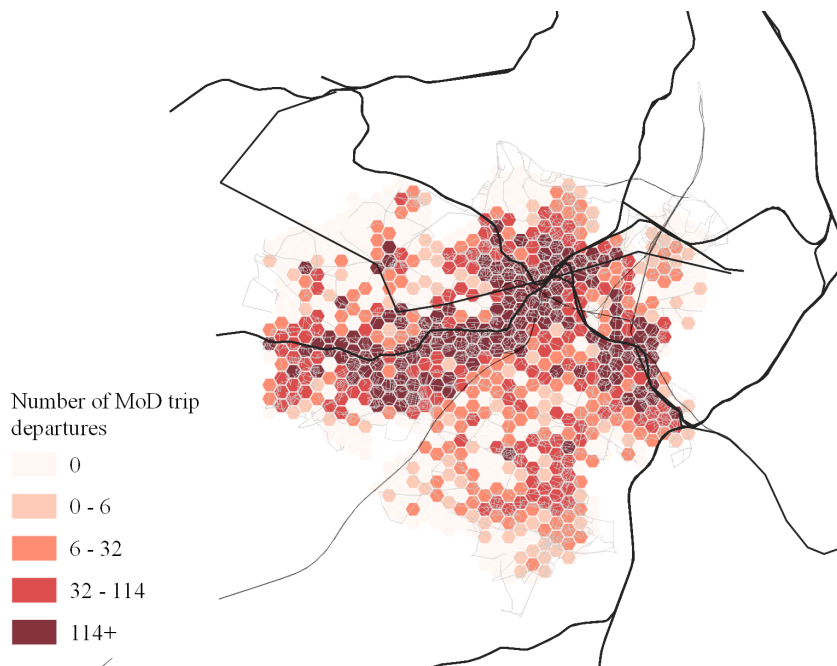 Number of MoD trip
departures
0
0 - 6
6 - 32
32 - 114
114+